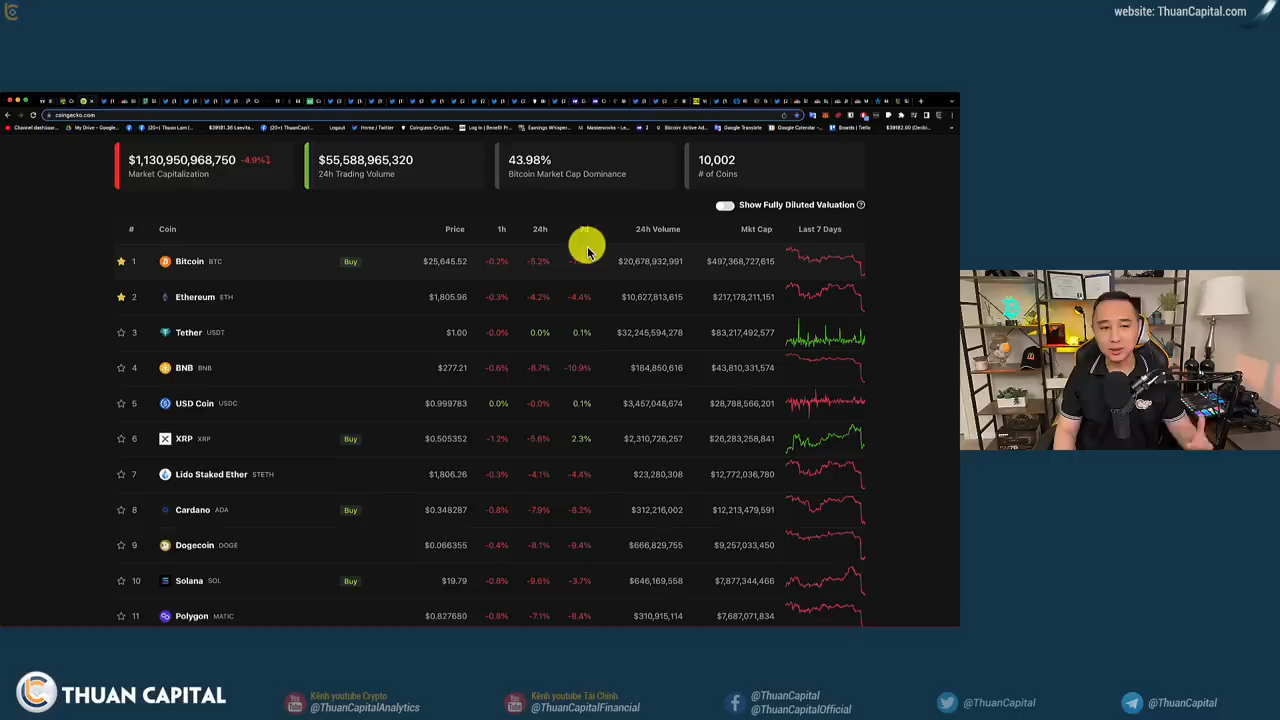 website: ThuanCapital.com
coingecko.com
$1,130,950,968,750 -4.9%
Market Capitalization
$55,588,965,320
24h Trading Volume
43.98%
Bitcoin Market Cap Dominance
10,002
# of Coins
Show Fully Diluted Valuation
# Coin Price 1h 24h 24h Volume Mkt Cap Last 7 Days
1 Bitcoin BTC Buy $25,645.52 -0.2% -5.2% $20,678,932,991 $497,368,727,615
2 Ethereum ETH $1,805.96 -0.3% -4.2% -4.4% $10,627,813,615 $217,178,211,151
3 Tether USDT $1.00 -0.0% 0.0% 0.1% $32,245,594,278 $83,217,492,577
4 BNB BNB $277.21 -0.6% -8.7% -10.9% $184,850,616 $43,810,331,574
5 USD Coin USDC $0.999783 0.0% -0.0% 0.1% $3,457,048,674 $28,788,566,201
6 XRP XRP Buy $0.505352 -1.2% -5.6% 2.3% $2,310,726,257 $26,283,258,841
7 Lido Staked Ether STETH $1,806.26 -0.3% -4.1% -4.4% $23,280,308 $12,772,036,780
8 Cardano ADA Buy $0.348287 -0.8% -7.9% -8.2% $312,216,002 $12,213,479,591
9 Dogecoin DOGE $0.066355 -0.4% -8.1% -9.4% $666,829,755 $9,257,033,450
10 Solana SOL Buy $19.79 -0.8% -9.6% -3.7% $646,169,558 $7,877,344,466
11 Polygon MATIC $0.827680 -0.8% -7.1% -8.4% $310,915,114 $7,687,071,834
THUAN CAPITAL
Kênh youtube Crypto
@ThuanCapitalAnalytics
Kênh youtube Tài Chính
@ThuanCapitalFinancial
@ThuanCapital
@ThuanCapitalOfficial
@ThuanCapital
@ThuanCapital